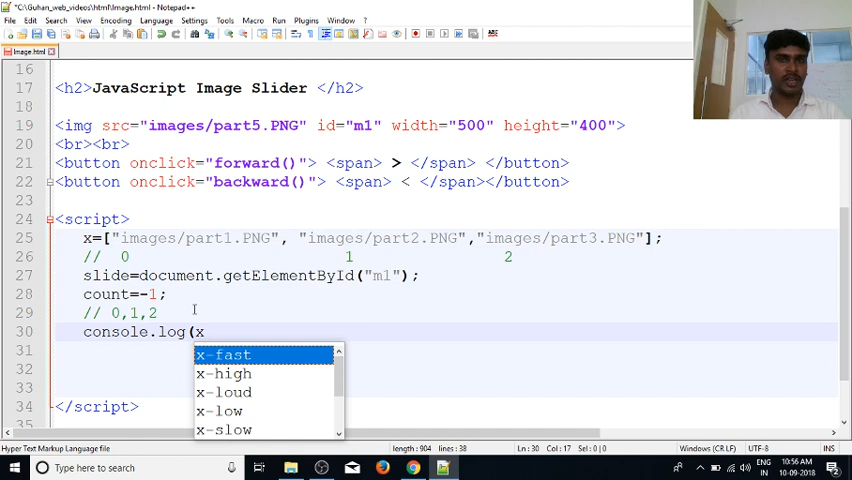 *C:\Guhan_web_videos\html\Image.html - Notepad++
File Edit Search View Encoding Language Settings Tools Macro Run Plugins Window ?
Image.html
16
17 <h2>JavaScript Image Slider </h2>
18
19 <img src="images/part5.PNG" id="m1" width="500" height="400">
20 <br><br>
21 <button onclick="forward()"> <span> > </span> </button>
22 <button onclick="backward()"> <span> < </span></button>
23
24 <script>
25 x=["images/part1.PNG", "images/part2.PNG","images/part3.PNG"];
26 // 0 1 2
27 slide=document.getElementById("m1");
28 count=-1;
29 // 0,1,2
30 console.log(x
31 x-fast
32 x-high
33 x-loud
x-low
34 </script>
x-slow
35
Hyper Text Markup Language file length : 904 lines : 38 Ln : 30 Col : 17 Sel : 0 | 0 Windows (CR LF) UTF-8 INS
Type here to search
ENG
IN
10:56 AM
10-09-2018
2